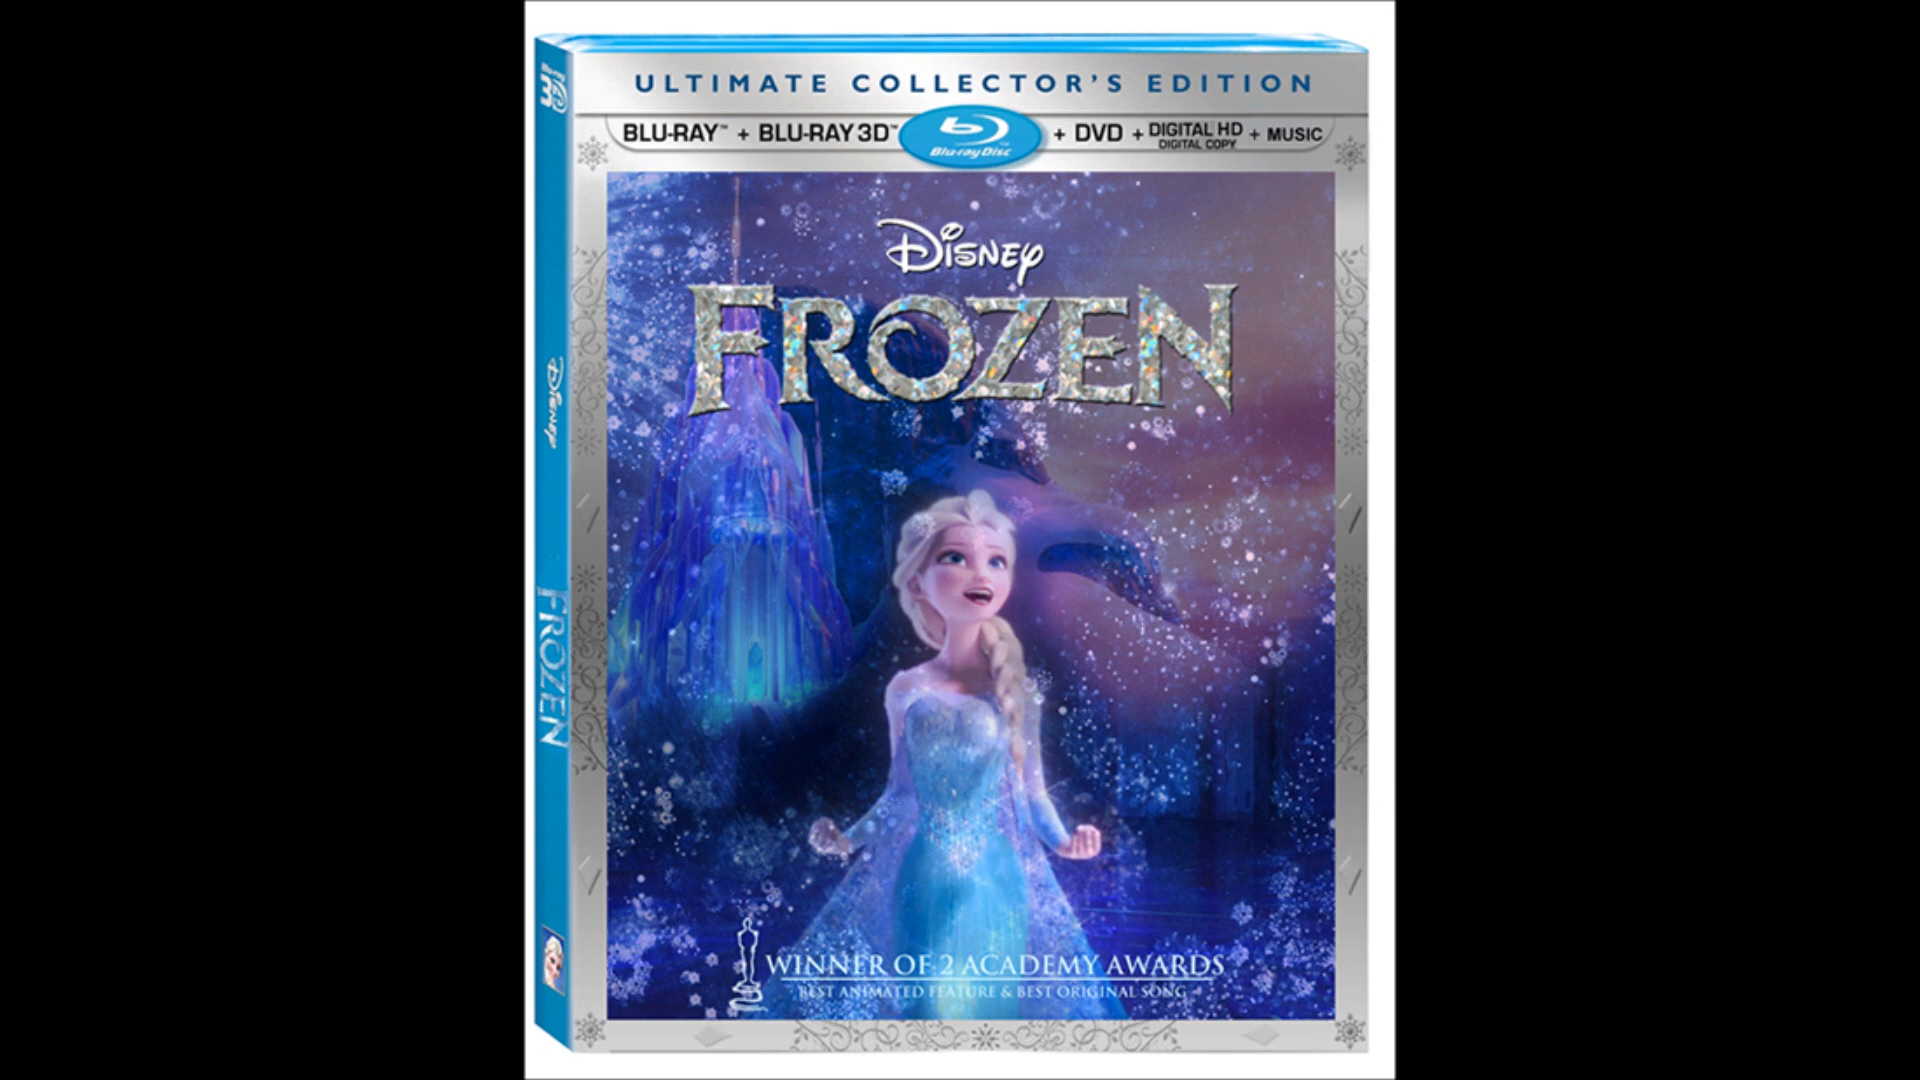 ULTIMATE COLLECTOR'S EDITION
BLU-RAY™ + BLU-RAY 3D™ Blu-ray Disc + DVD + DIGITAL HD DIGITAL COPY + MUSIC
DISNEY
FROZEN
WINNER OF 2 ACADEMY AWARDS
BEST ANIMATED FEATURE & BEST ORIGINAL SONG
DISNEY
FROZEN